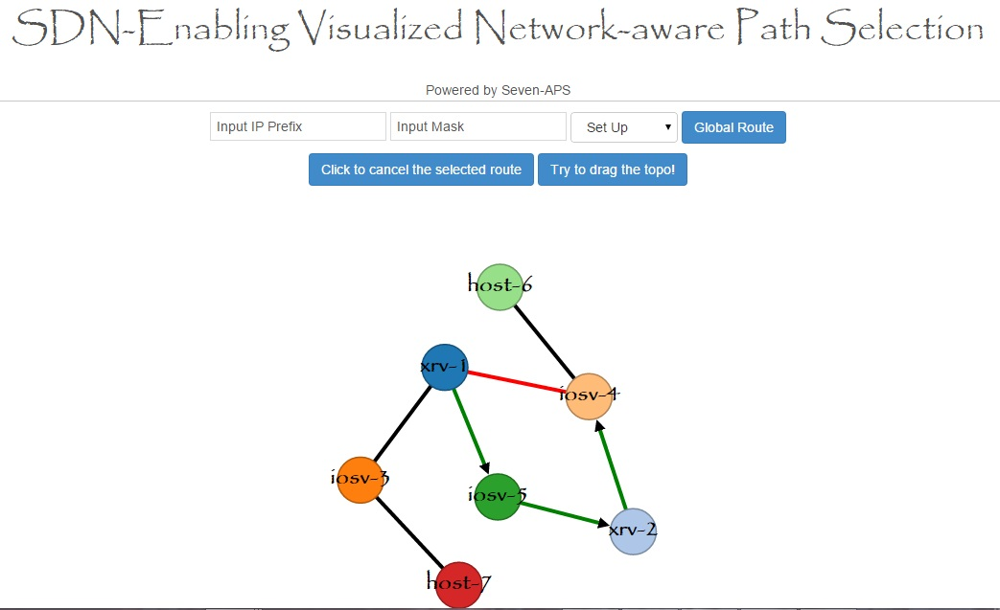 SDN-Enabling Visualized Network-aware Path Selection
Powered by Seven-APS
Input IP Prefix Input Mask Set Up Global Route
Click to cancel the selected route Try to drag the topo!
host-6
xrv-1
iosv-4
iosv-3
iosv-5
xrv-2
host-7